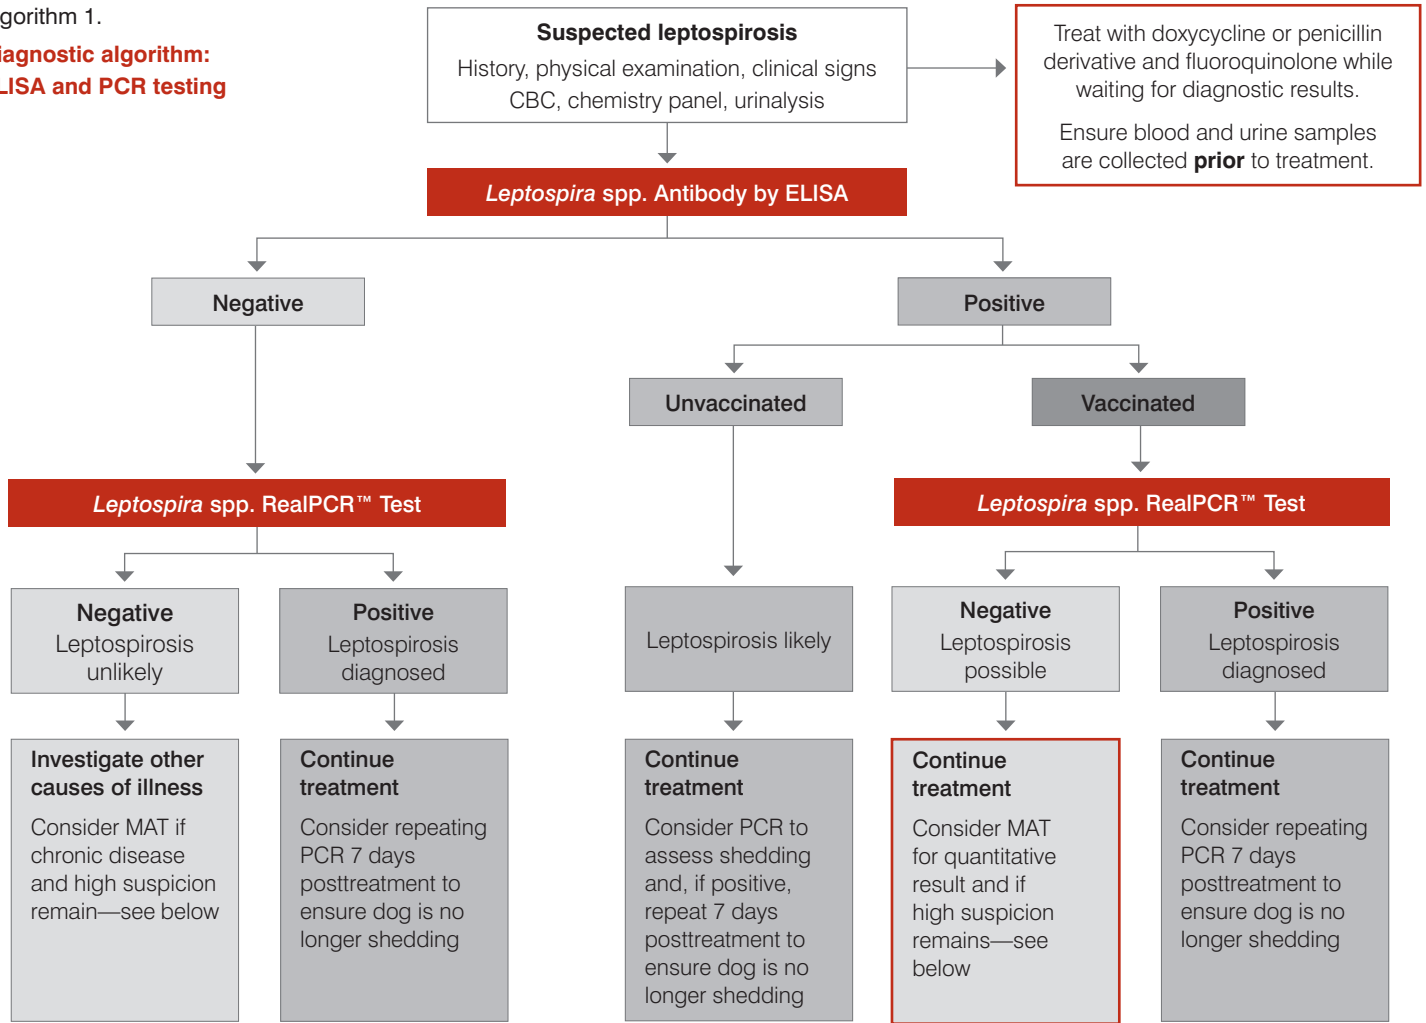 gorithm 1.
iagnostic algorithm:
LISA and PCR testing
Suspected leptospirosis
History, physical examination, clinical signs
CBC, chemistry panel, urinalysis
Treat with doxycycline or penicillin
derivative and fluoroquinolone while
waiting for diagnostic results.
Ensure blood and urine samples
are collected prior to treatment.
Leptospira spp. Antibody by ELISA
Negative
Positive
Unvaccinated
Vaccinated
Leptospira spp. RealPCR™ Test
Leptospira spp. RealPCR™ Test
Negative
Leptospirosis
unlikely
Positive
Leptospirosis
diagnosed
Leptospirosis likely
Negative
Leptospirosis
possible
Positive
Leptospirosis
diagnosed
Investigate other
causes of illness
Consider MAT if
chronic disease
and high suspicion
remain—see below
Continue
treatment
Consider repeating
PCR 7 days
posttreatment to
ensure dog is no
longer shedding
Continue
treatment
Consider PCR to
assess shedding
and, if positive,
repeat 7 days
posttreatment to
ensure dog is no
longer shedding
Continue
treatment
Consider MAT
for quantitative
result and if
high suspicion
remains—see
below
Continue
treatment
Consider repeating
PCR 7 days
posttreatment to
ensure dog is no
longer shedding